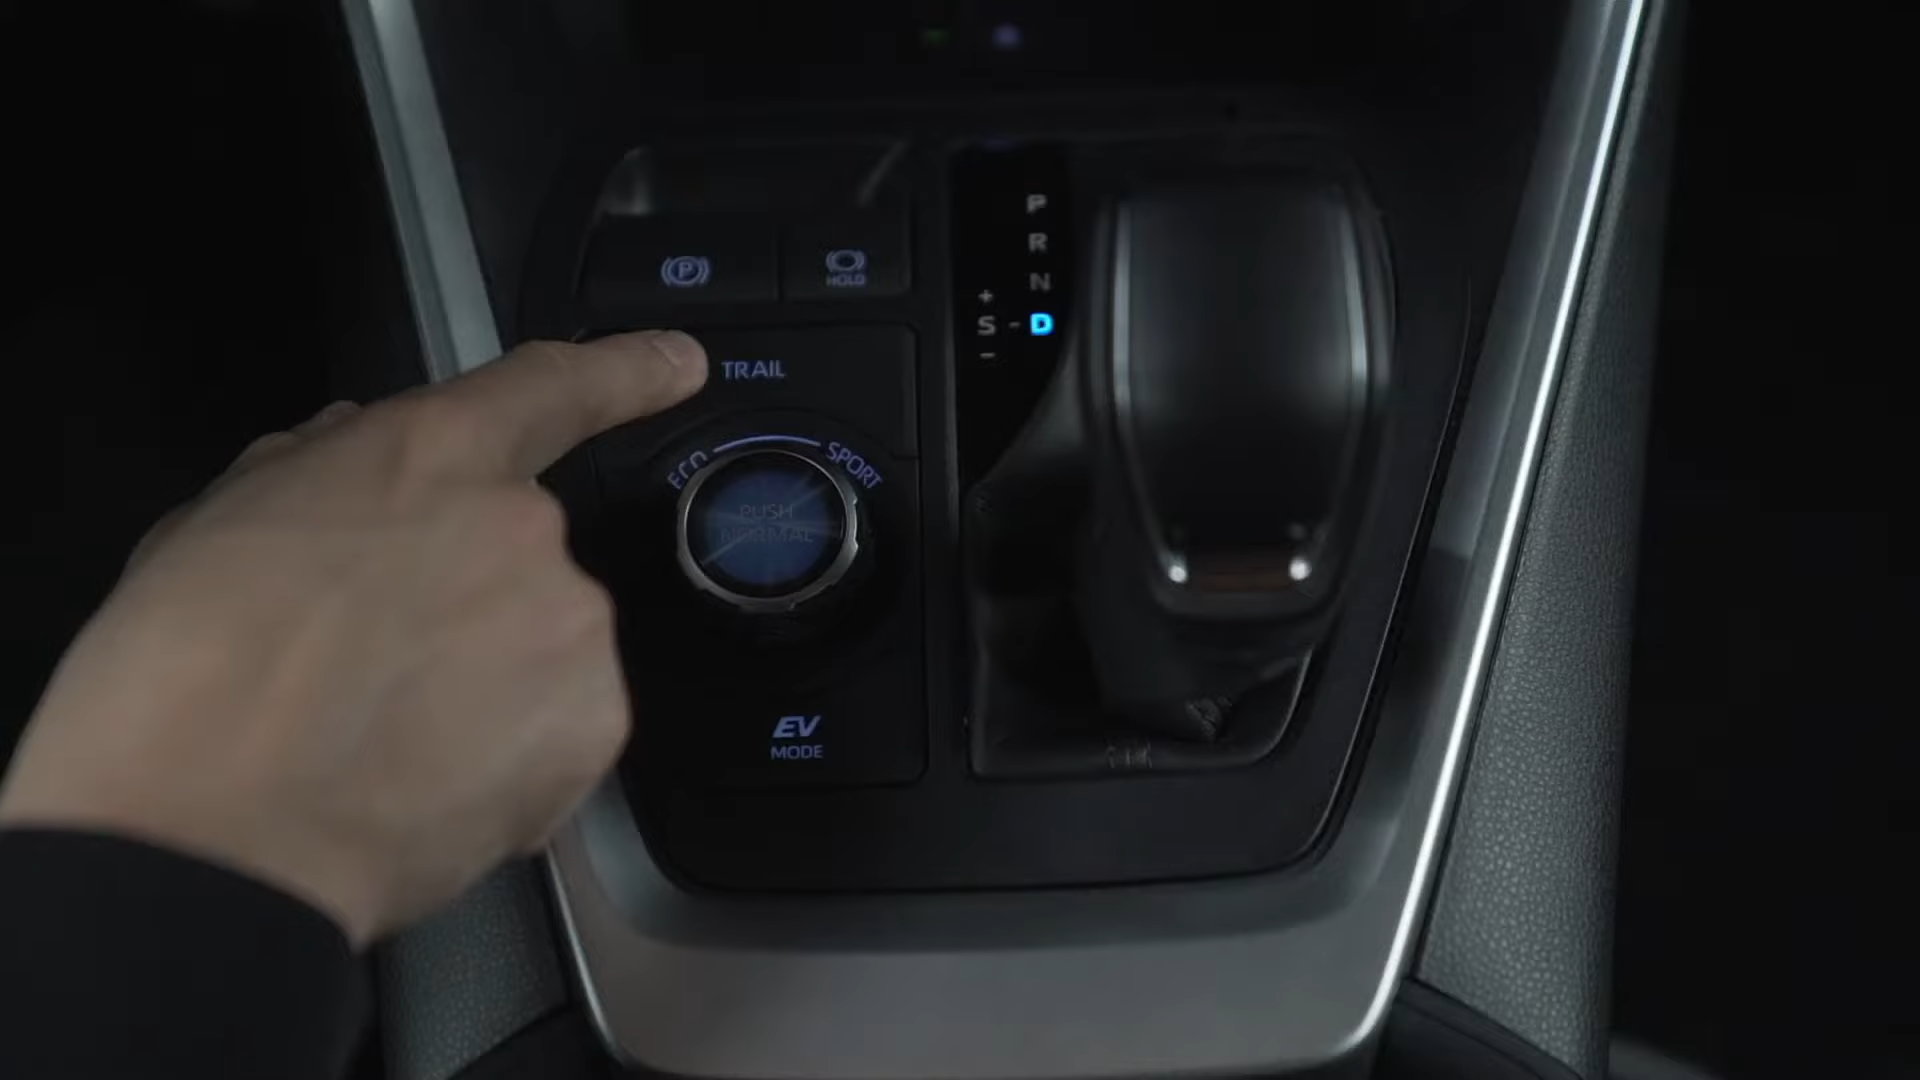 P
HOLD
P
R
N
+
S - D
-
TRAIL
ECO
SPORT
PUSH
NORMAL
EV
MODE